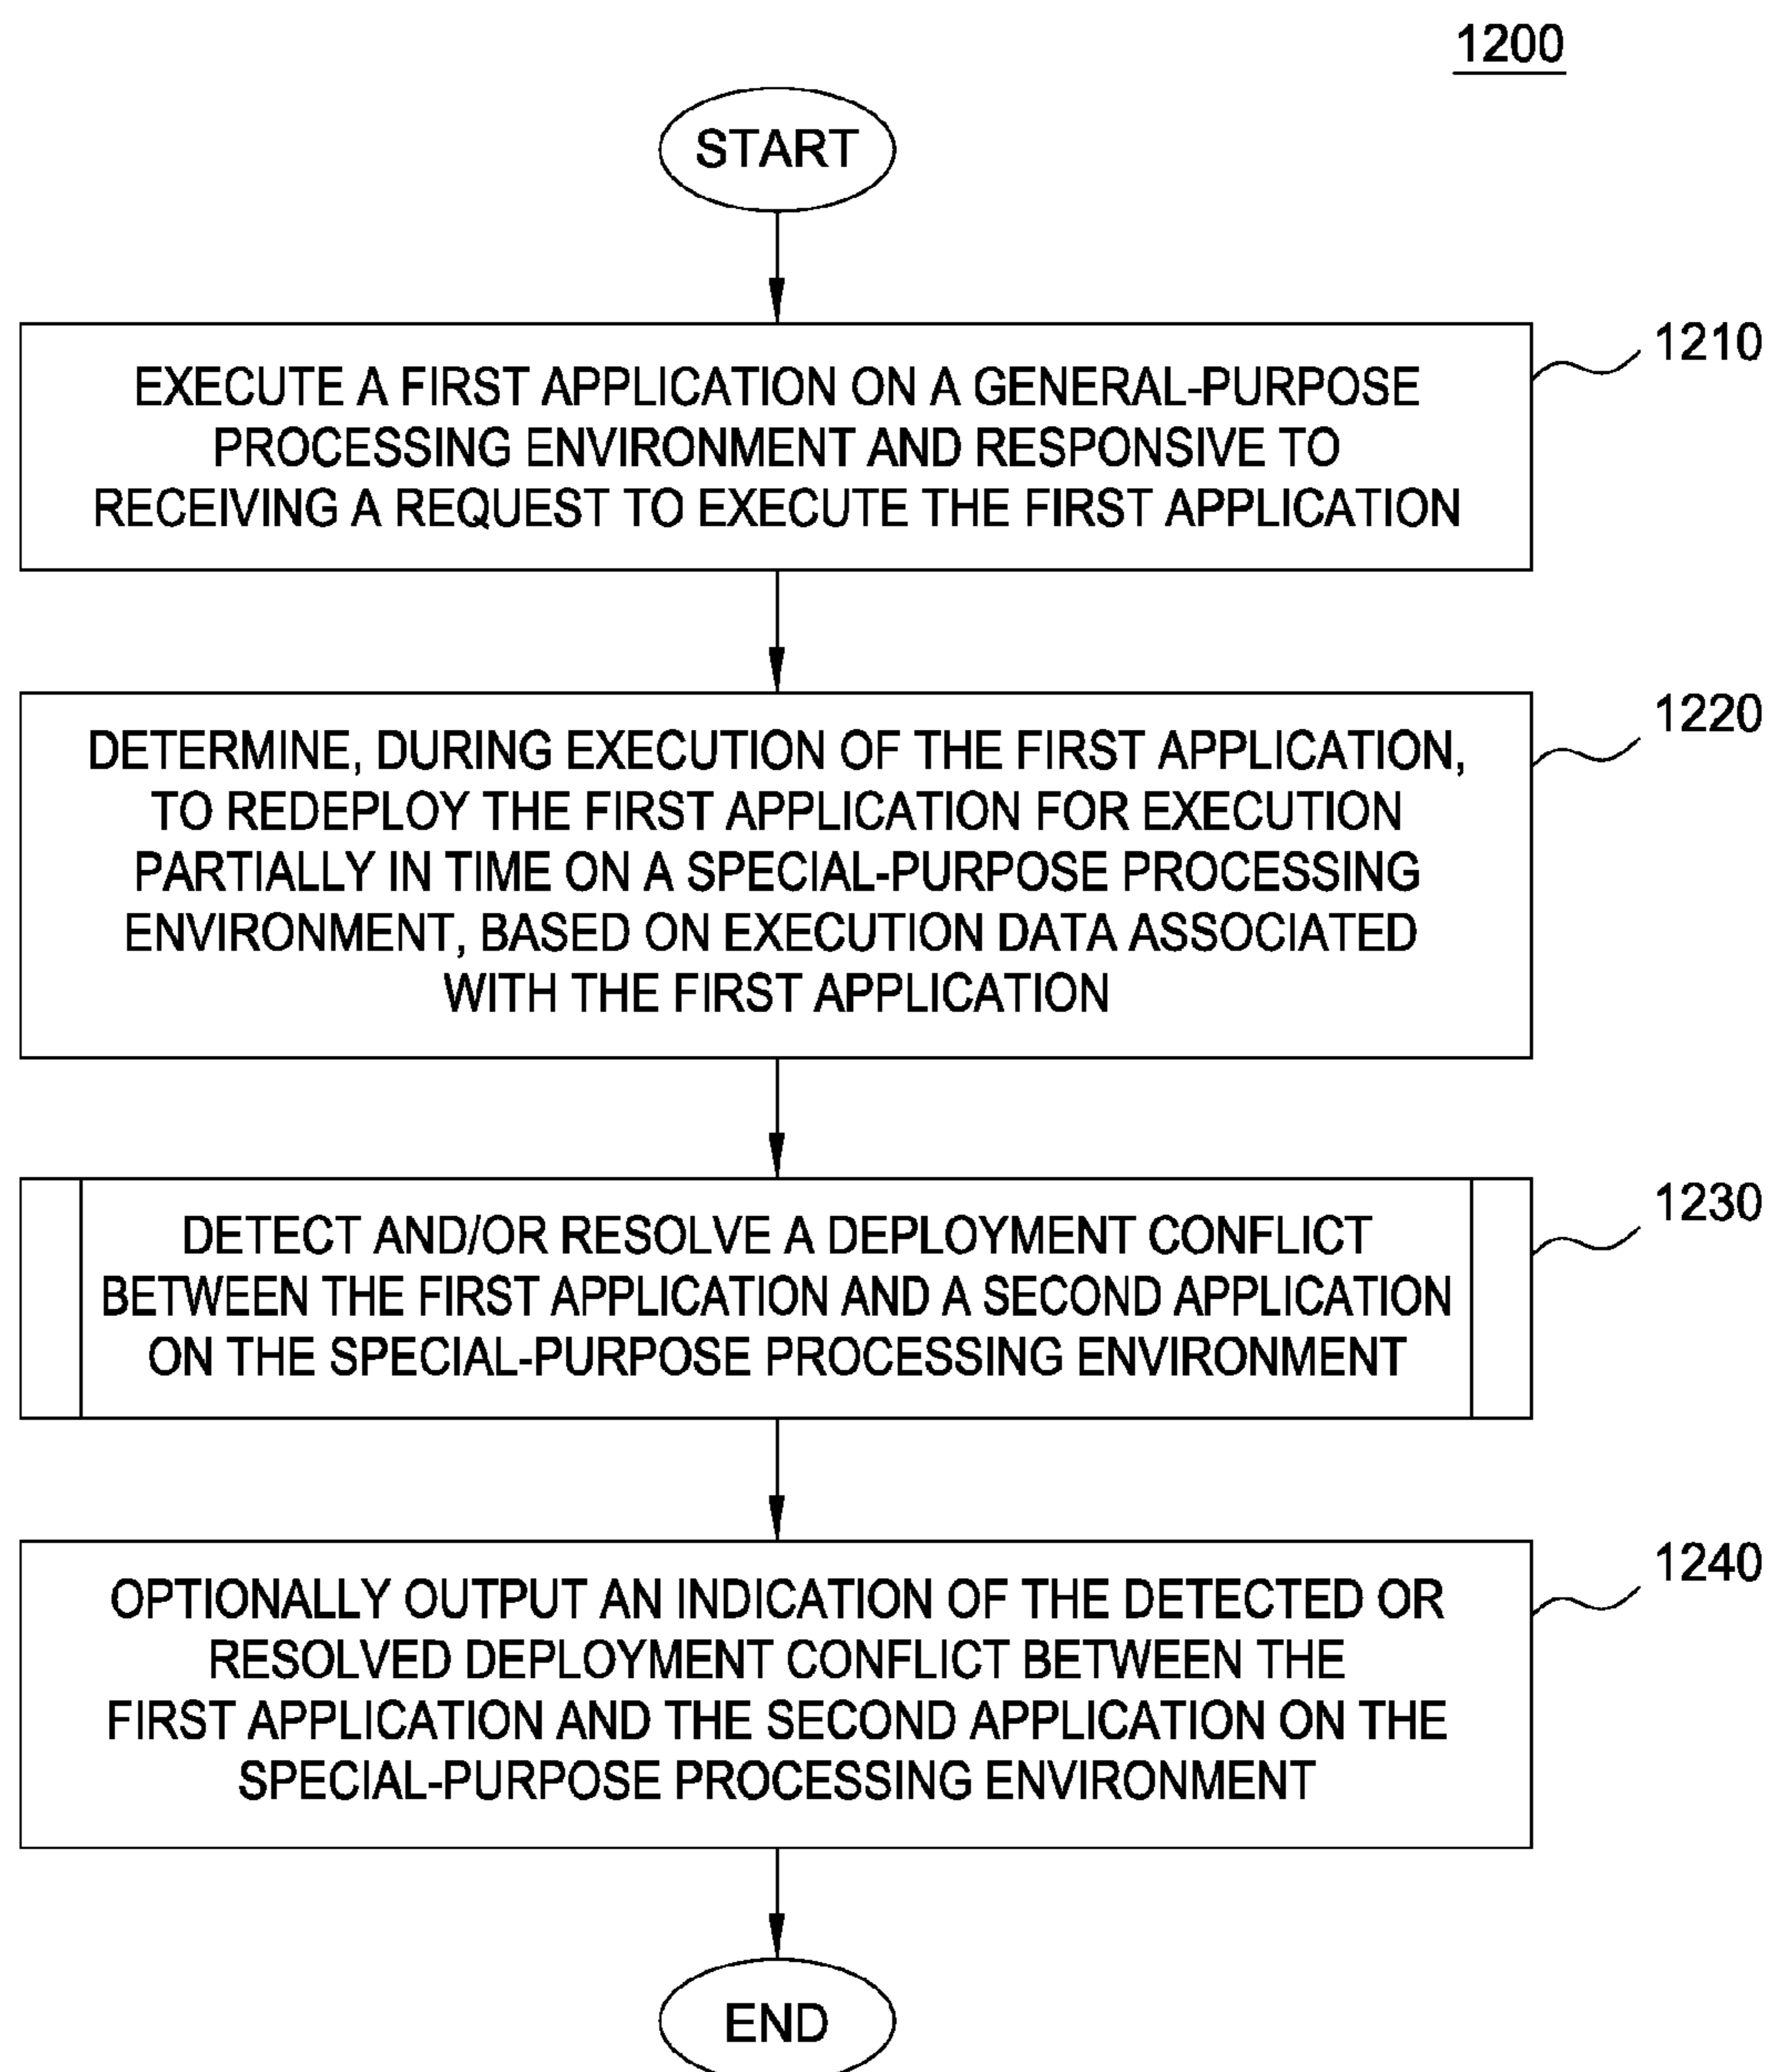 1200
START
EXECUTE A FIRST APPLICATION ON A GENERAL-PURPOSE
PROCESSING ENVIRONMENT AND RESPONSIVE TO
RECEIVING A REQUEST TO EXECUTE THE FIRST APPLICATION
1210
DETERMINE, DURING EXECUTION OF THE FIRST APPLICATION,
TO REDEPLOY THE FIRST APPLICATION FOR EXECUTION
PARTIALLY IN TIME ON A SPECIAL-PURPOSE PROCESSING
ENVIRONMENT, BASED ON EXECUTION DATA ASSOCIATED
WITH THE FIRST APPLICATION
1220
DETECT AND/OR RESOLVE A DEPLOYMENT CONFLICT
BETWEEN THE FIRST APPLICATION AND A SECOND APPLICATION
ON THE SPECIAL-PURPOSE PROCESSING ENVIRONMENT
1230
OPTIONALLY OUTPUT AN INDICATION OF THE DETECTED OR
RESOLVED DEPLOYMENT CONFLICT BETWEEN THE
FIRST APPLICATION AND THE SECOND APPLICATION ON THE
SPECIAL-PURPOSE PROCESSING ENVIRONMENT
1240
END